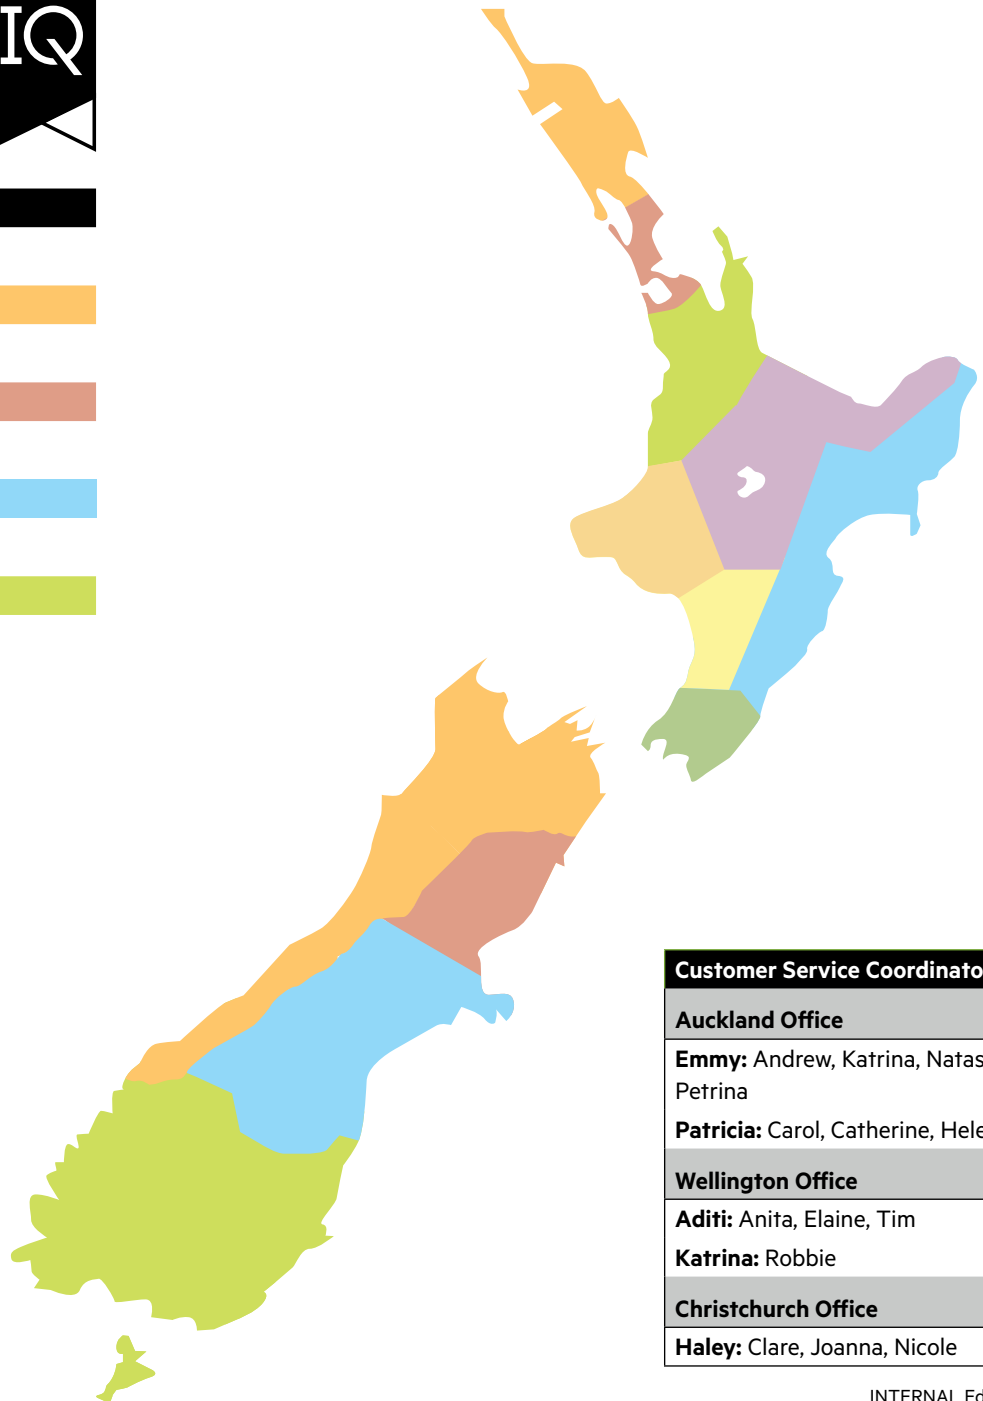 IQ
Customer Service Coordinato
Auckland Office
Emmy: Andrew, Katrina, Natas
Petrina
Patricia: Carol, Catherine, Hele
Wellington Office
Aditi: Anita, Elaine, Tim
Katrina: Robbie
Christchurch Office
Haley: Clare, Joanna, Nicole
INTERNAL Ed